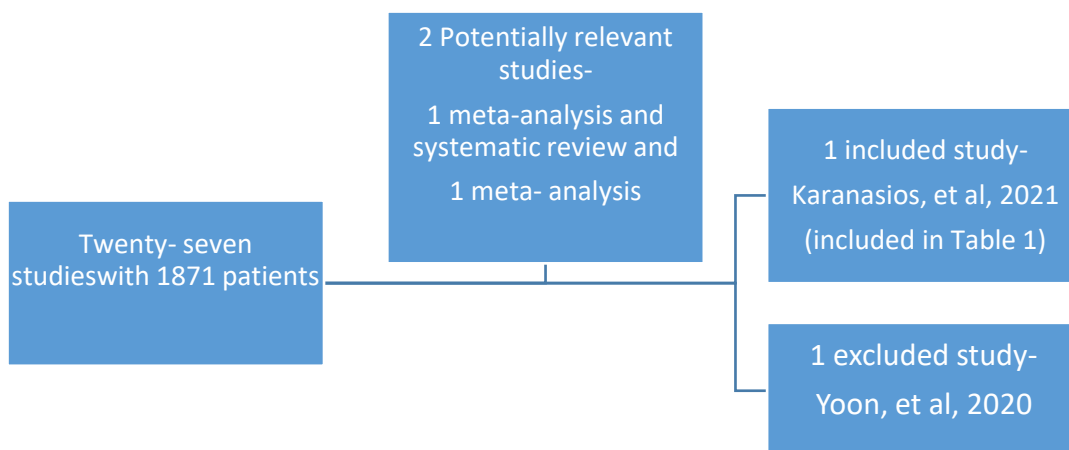 Twenty- seven
studieswith 1871 patients
2 Potentially relevant
studies-
1 meta-analysis and
systematic review and
1 meta- analysis
1 included study-
Karanasios, et al, 2021
(included in Table 1)
1 excluded study-
Yoon, et al, 2020